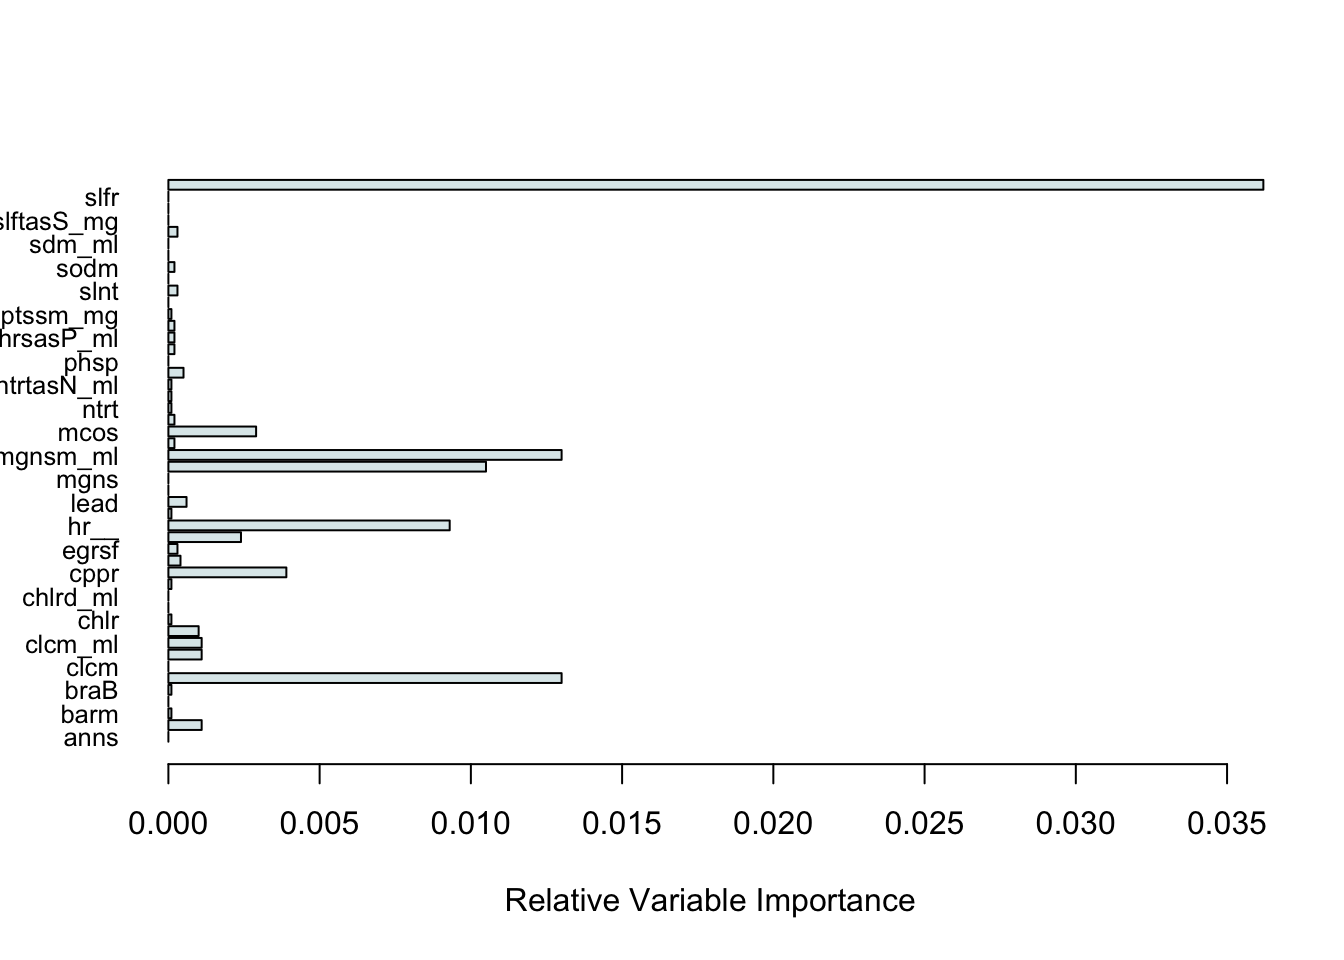 slfr
slftasS_mg
sdm_ml
sodm
slnt
ptssm_mg
hrsasP_ml
phsp
ntrtasN_ml
ntrt
mcos
mgnsm_ml
mgns
lead
hr__
egrsf
cppr
chlrd_ml
chlr
clcm_ml
clcm
braB
barm
anns
0.000 0.005 0.010 0.015 0.020 0.025 0.030 0.035
Relative Variable Importance